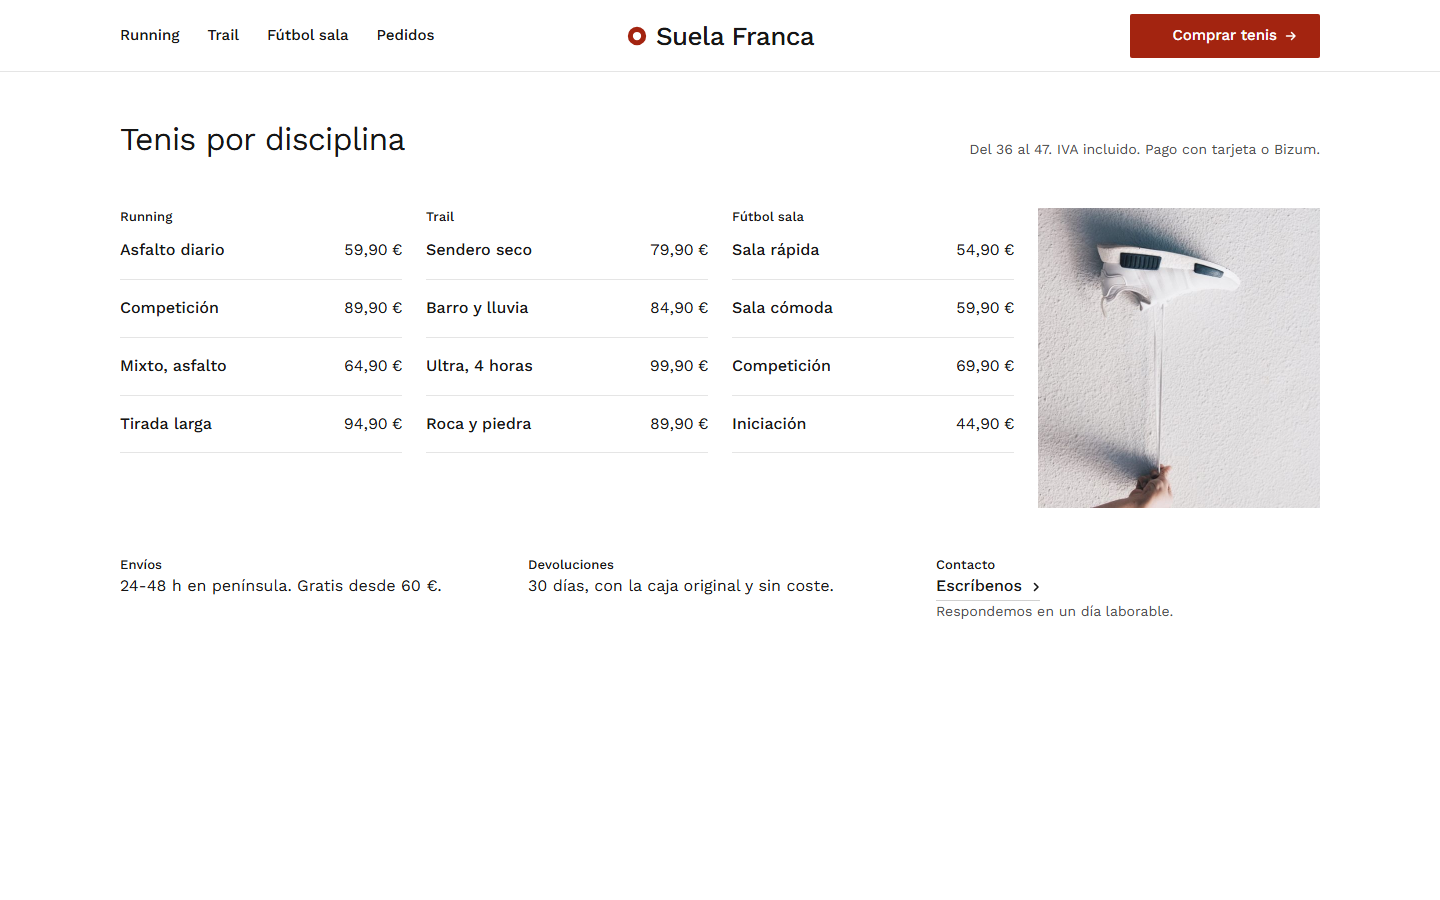 Running Trail Fútbol sala Pedidos
Suela Franca
Comprar tenis →
Tenis por disciplina
Del 36 al 47. IVA incluido. Pago con tarjeta o Bizum.
Running
Asfalto diario 59,90 €
Competición 89,90 €
Mixto, asfalto 64,90 €
Tirada larga 94,90 €
Trail
Sendero seco 79,90 €
Barro y lluvia 84,90 €
Ultra, 4 horas 99,90 €
Roca y piedra 89,90 €
Fútbol sala
Sala rápida 54,90 €
Sala cómoda 59,90 €
Competición 69,90 €
Iniciación 44,90 €
Envíos
24-48 h en península. Gratis desde 60 €.
Devoluciones
30 días, con la caja original y sin coste.
Contacto
Escríbenos
Respondemos en un día laborable.